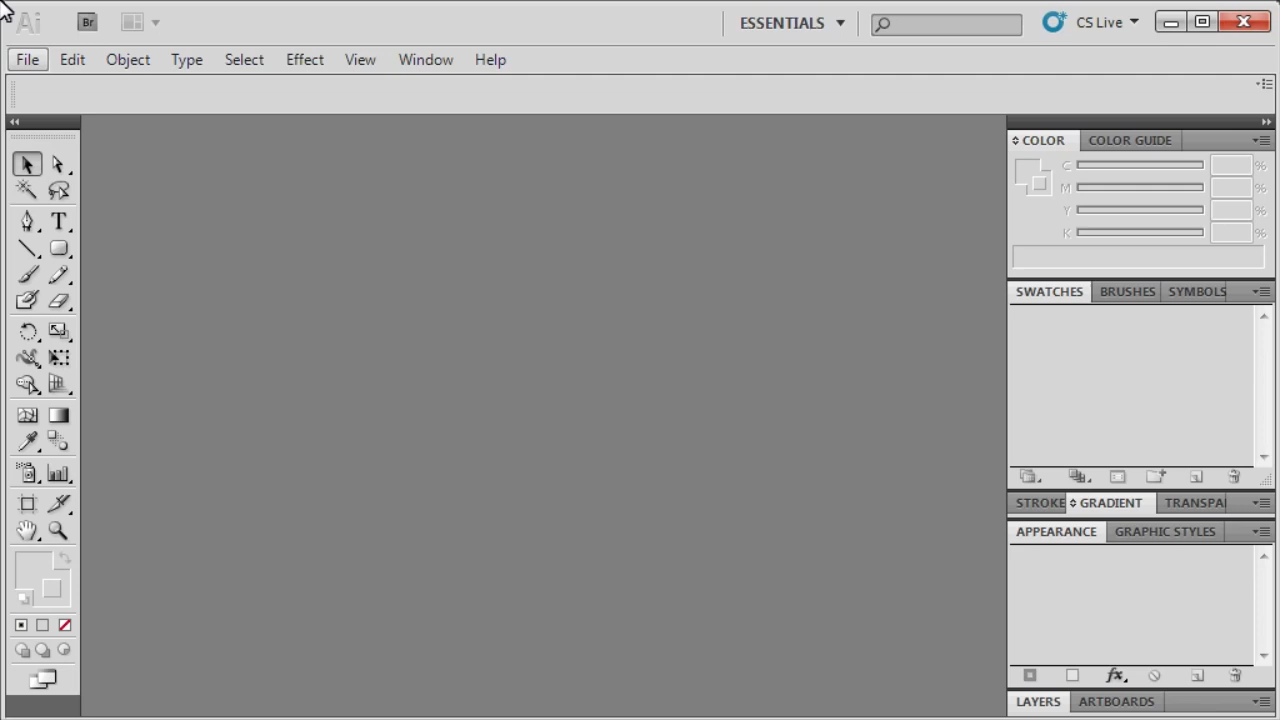 Ai Br ESSENTIALS CS Live
File Edit Object Type Select Effect View Window Help
COLOR COLOR GUIDE
C %
M %
Y %
K %
SWATCHES BRUSHES SYMBOLS
STROKE GRADIENT TRANSPA
APPEARANCE GRAPHIC STYLES
fx
LAYERS ARTBOARDS